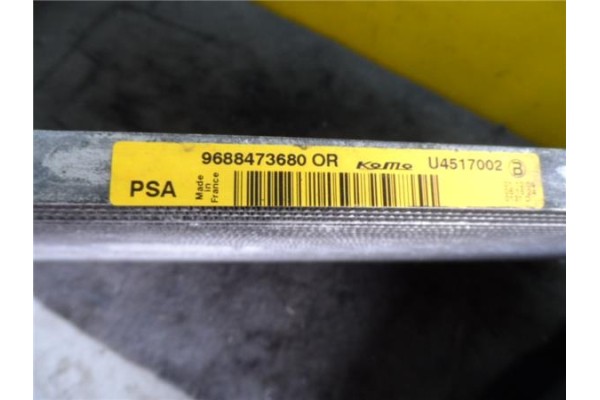 9688473680 OR KOMO U4517002 B
PSA
Made
in
France